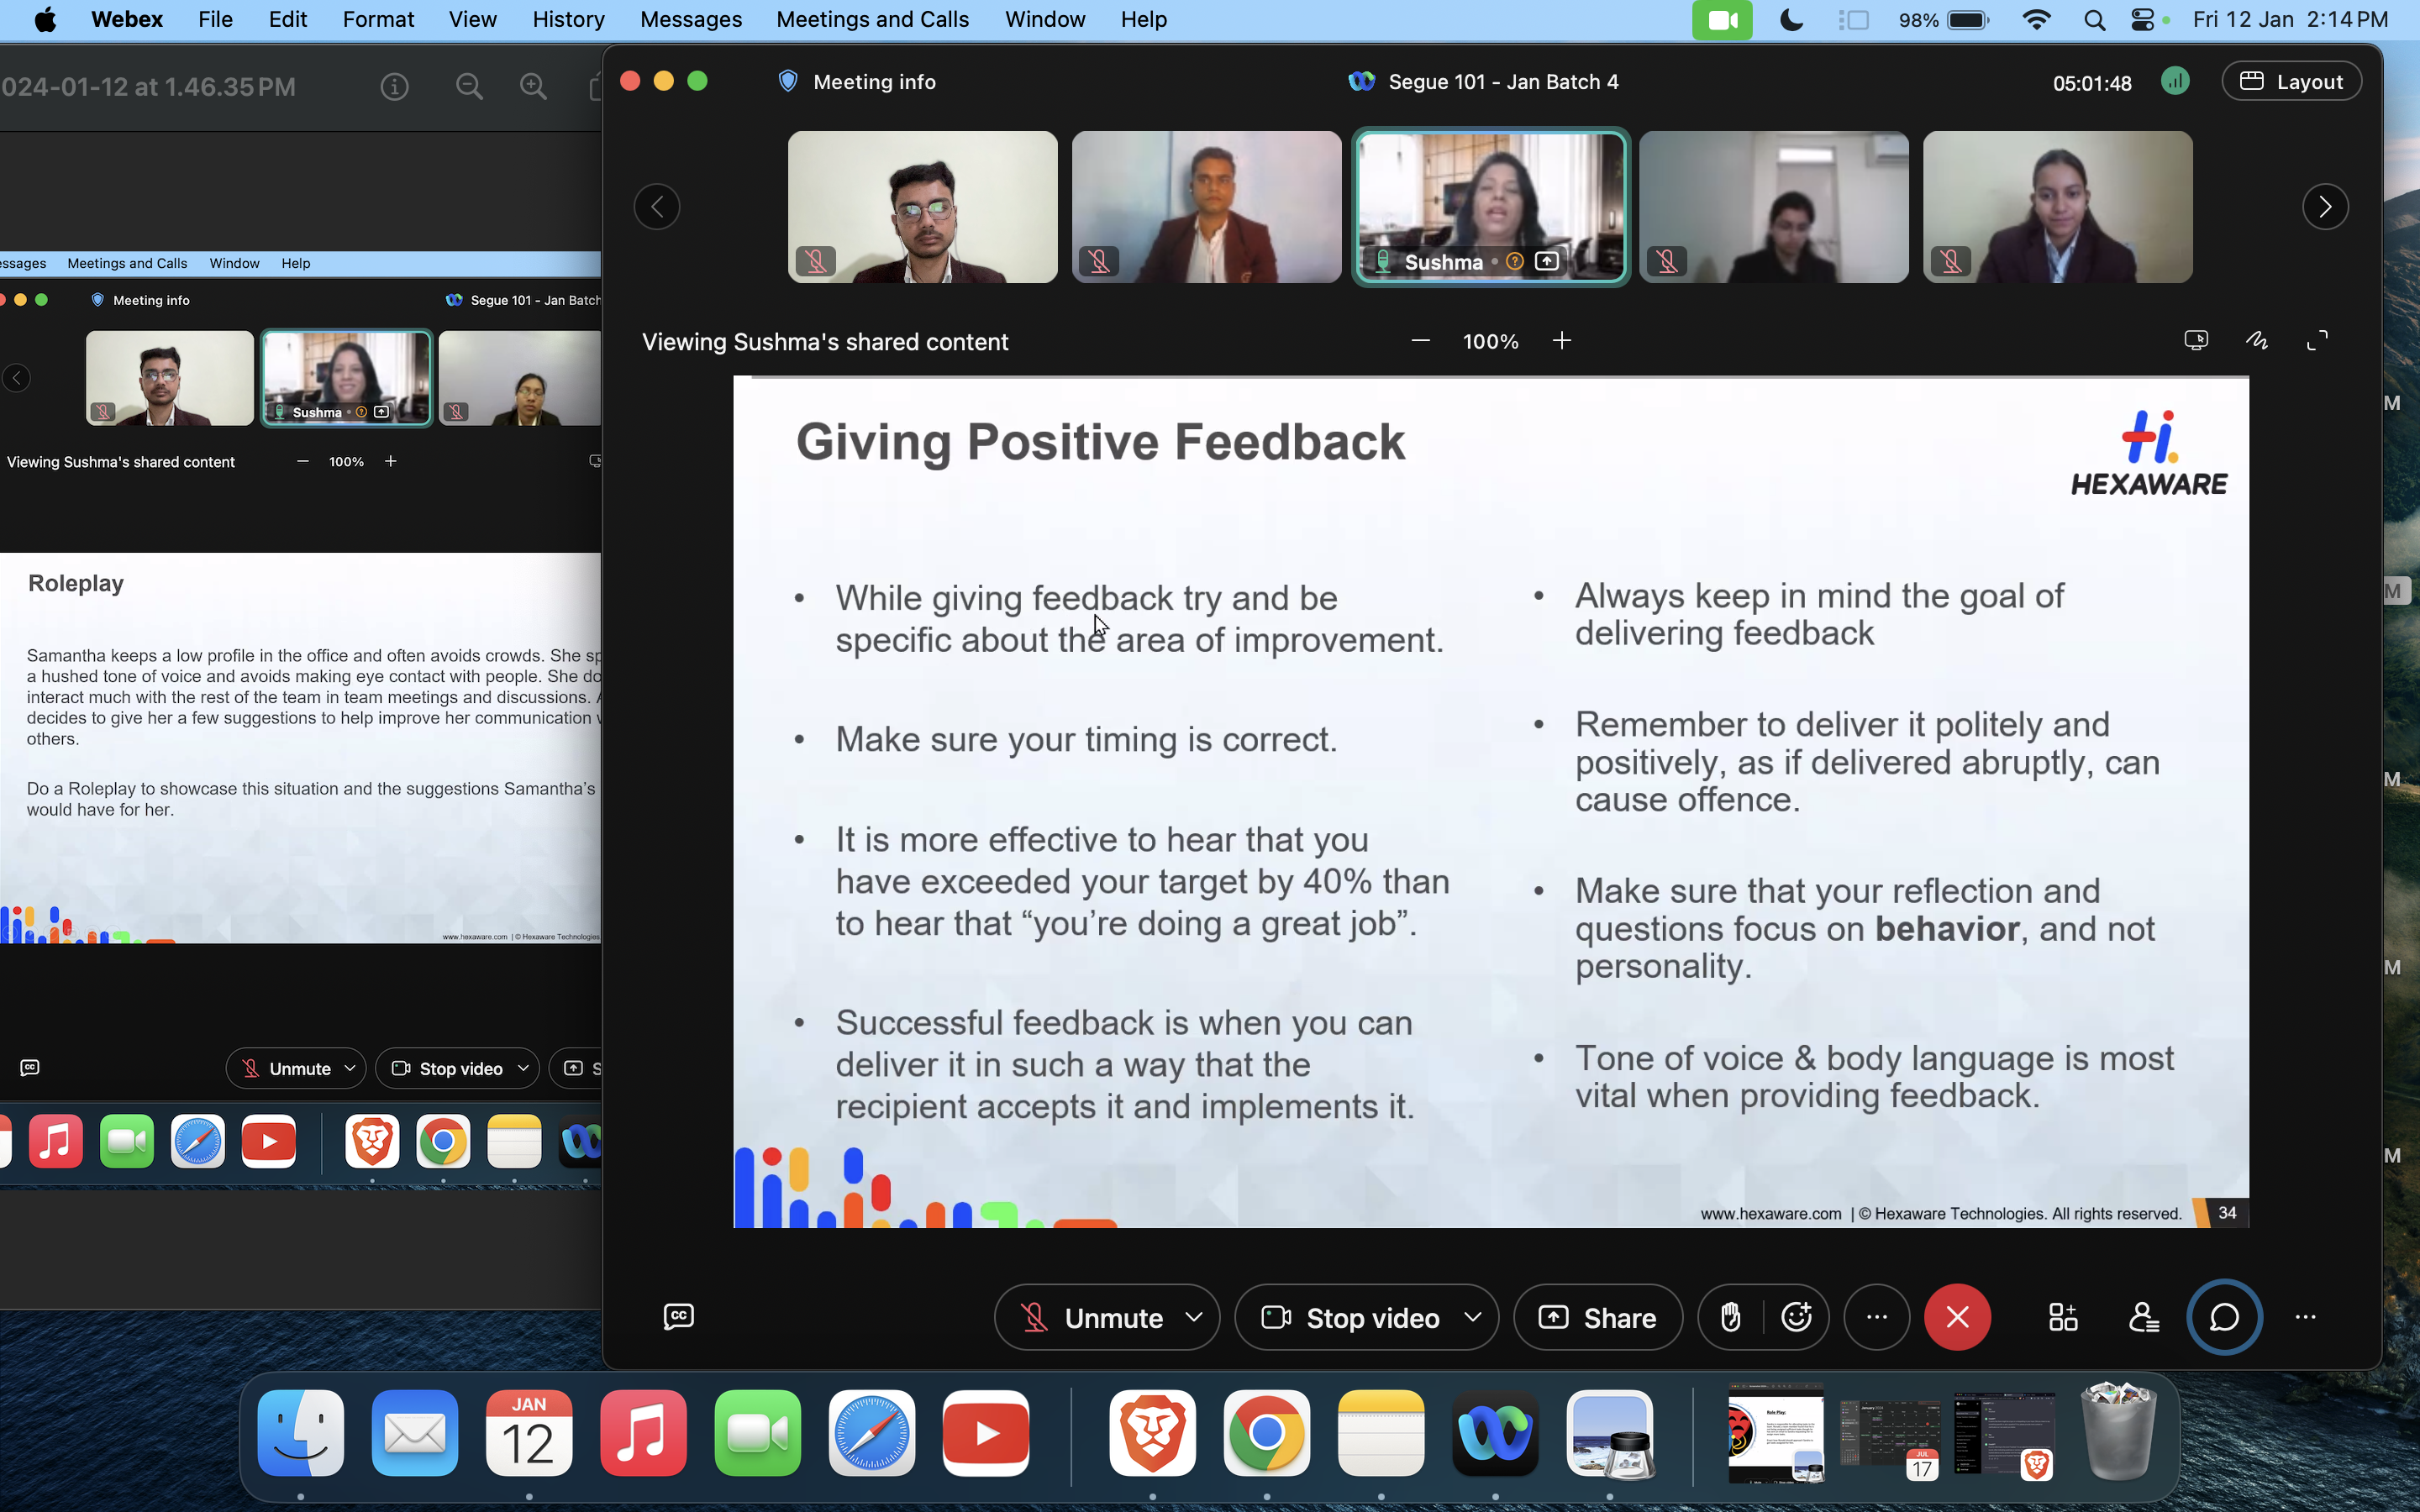 Webex File Edit Format View History Messages Meetings and Calls Window Help
98% Fri 12 Jan 2:14 PM
024-01-12 at 1.46.35 PM
Meetings and Calls Window Help
Meeting info
Segue 101 - Jan Batch
Sushma
Viewing Sushma's shared content
100%
Roleplay
Samantha keeps a low profile in the office and often avoids crowds. She
a hushed tone of voice and avoids making eye contact with people. She
interact much with the rest of the team in team meetings and discussions.
decides to give her a few suggestions to help improve her communication
others.
Do a Roleplay to showcase this situation and the suggestions Samantha's
would have for her.
www.hexaware.com | © Hexaware Technologies
CC
Unmute
Stop video
Meeting info
Segue 101 - Jan Batch 4
05:01:48
Layout
Sushma
Viewing Sushma's shared content
100%
Giving Positive Feedback
HEXAWARE
• While giving feedback try and be
specific about the area of improvement.
• Make sure your timing is correct.
• It is more effective to hear that you
have exceeded your target by 40% than
to hear that “you’re doing a great job”.
• Successful feedback is when you can
deliver it in such a way that the
recipient accepts it and implements it.
• Always keep in mind the goal of
delivering feedback
• Remember to deliver it politely and
positively, as if delivered abruptly, can
cause offence.
• Make sure that your reflection and
questions focus on behavior, and not
personality.
• Tone of voice & body language is most
vital when providing feedback.
www.hexaware.com | © Hexaware Technologies. All rights reserved.
34
CC
Unmute
Stop video
Share
M
M
M
M
M
JAN
12
JUL
17